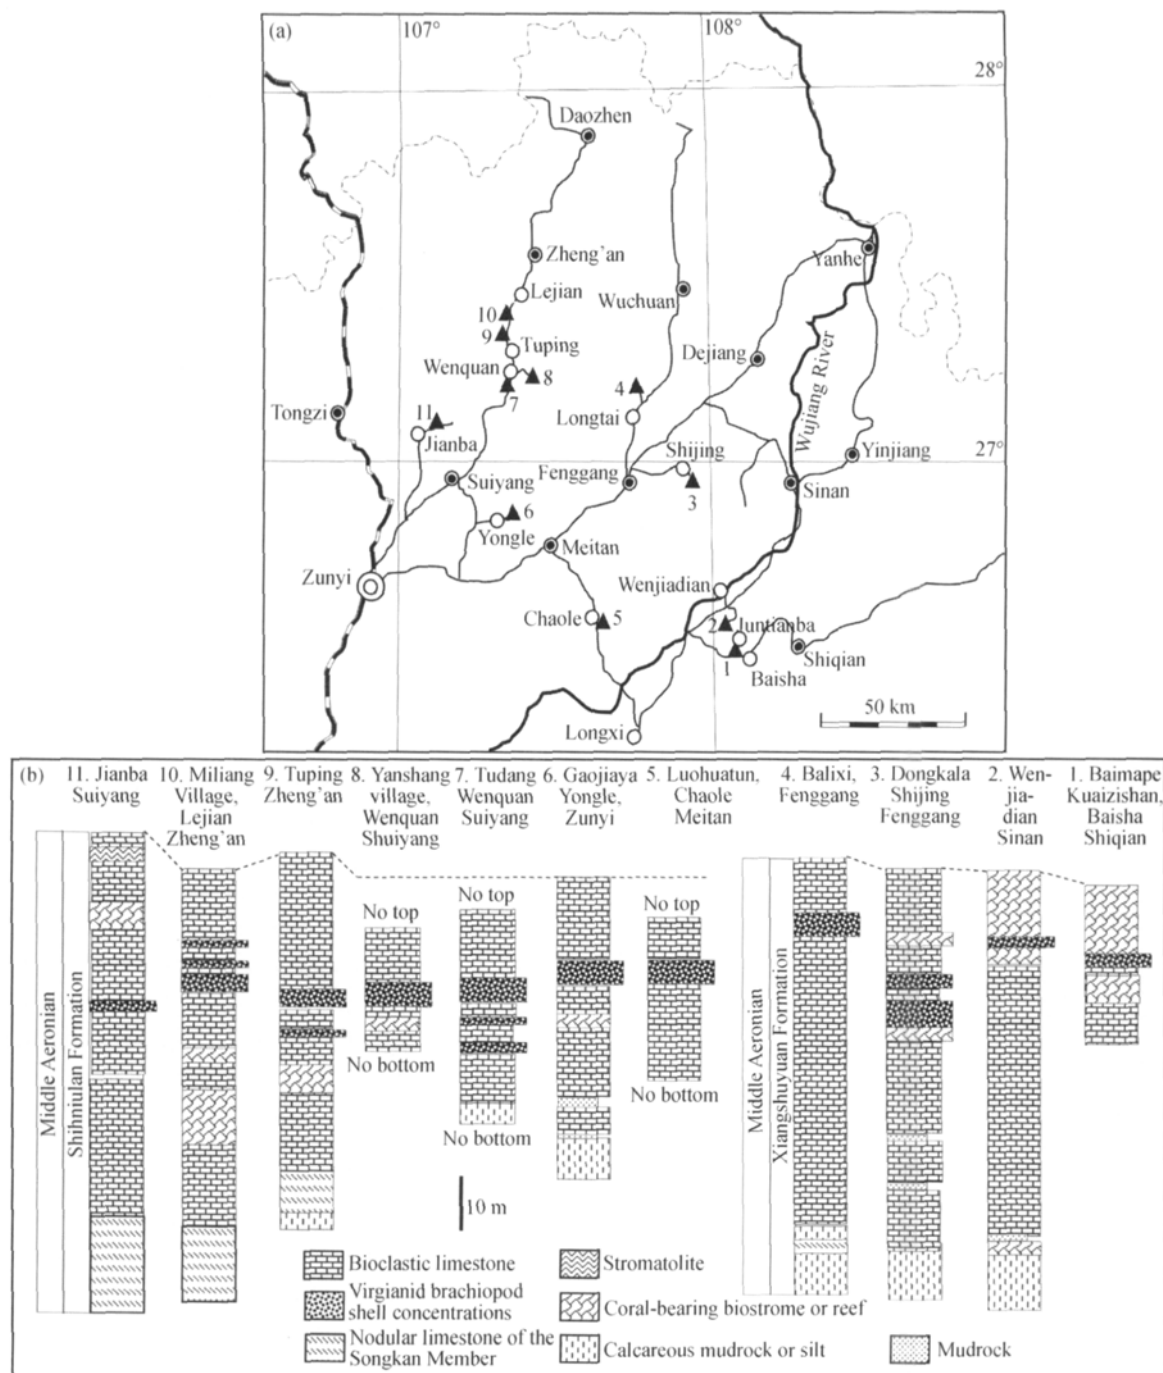 (a)
107°
108°
28°
Daozhen
Zheng'an
Yanhe
Lejian
Wuchuan
10
9
Tuping
Dejiang
Wenquan
8
7
4
Wujiang River
Tongzi
11
Longtai
Jianba
Shijing
Yinjiang
27°
Suiyang
Fenggang
Sinan
3
6
Yongle
Meitan
Zunyi
Wenjiadian
Chaole
5
2
Juntianba
Shiqian
1
Baisha
50 km
Longxi
(b)
11. Jianba
Suiyang
10. Miliang
Village,
Lejian
Zheng'an
9. Tuping
Zheng'an
8. Yanshang
village,
Wenquan
Shuiyang
7. Tudang
Wenquan
Suiyang
6. Gaojiaya
Yongle,
Zunyi
5. Luohuatun,
Chaole
Meitan
4. Balixi,
Fenggang
3. Dongkala
Shijing
Fenggang
2. Wen-
jia-
dian
Sinan
1. Baimape
Kuaizishan,
Baisha
Shiqian
Middle Aeronian
Shihniulan Formation
No top
No bottom
No top
No bottom
No top
No bottom
Middle Aeronian
Xiangshuyuan Formation
10 m
Bioclastic limestone
Virgianid brachiopod
shell concentrations
Nodular limestone of the
Songkan Member
Stromatolite
Coral-bearing biostrome or reef
Calcareous mudrock or silt
Mudrock